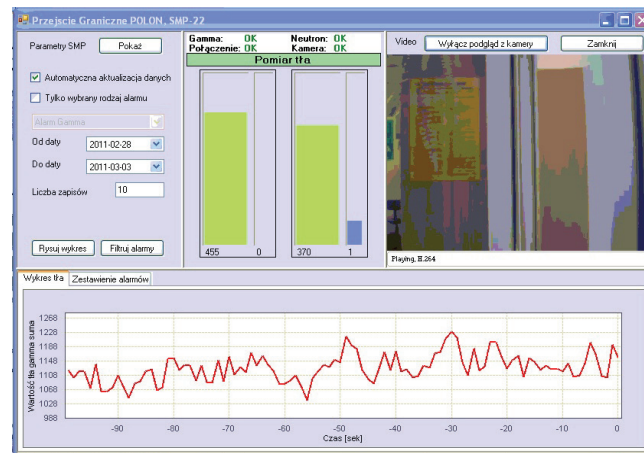 Przejscie Graniczne POLON, SMP-22
Parametry SMP
Pokaż
Automatyczna aktualizacja danych
Tylko wybrany rodzaj alarmu
Alarm Gamma
Od daty
2011-02-28
Do daty
2011-03-03
Liczba zapisów
10
Rysuj wykres
Filtruj alarmy
Gamma: OK Neutron: OK
Połączenie: OK Kamera: OK
Pomiar tła
455 0 370 1
Video
Wyłącz podgląd z kamery
Zamknij
Playing, H.264
Wykres tła
Zestawienie alarmów
Wartość tła gamma suma
1268
1228
1188
1148
1108
1068
1028
988
-90 -80 -70 -60 -50 -40 -30 -20 -10 0
Czas [sek]